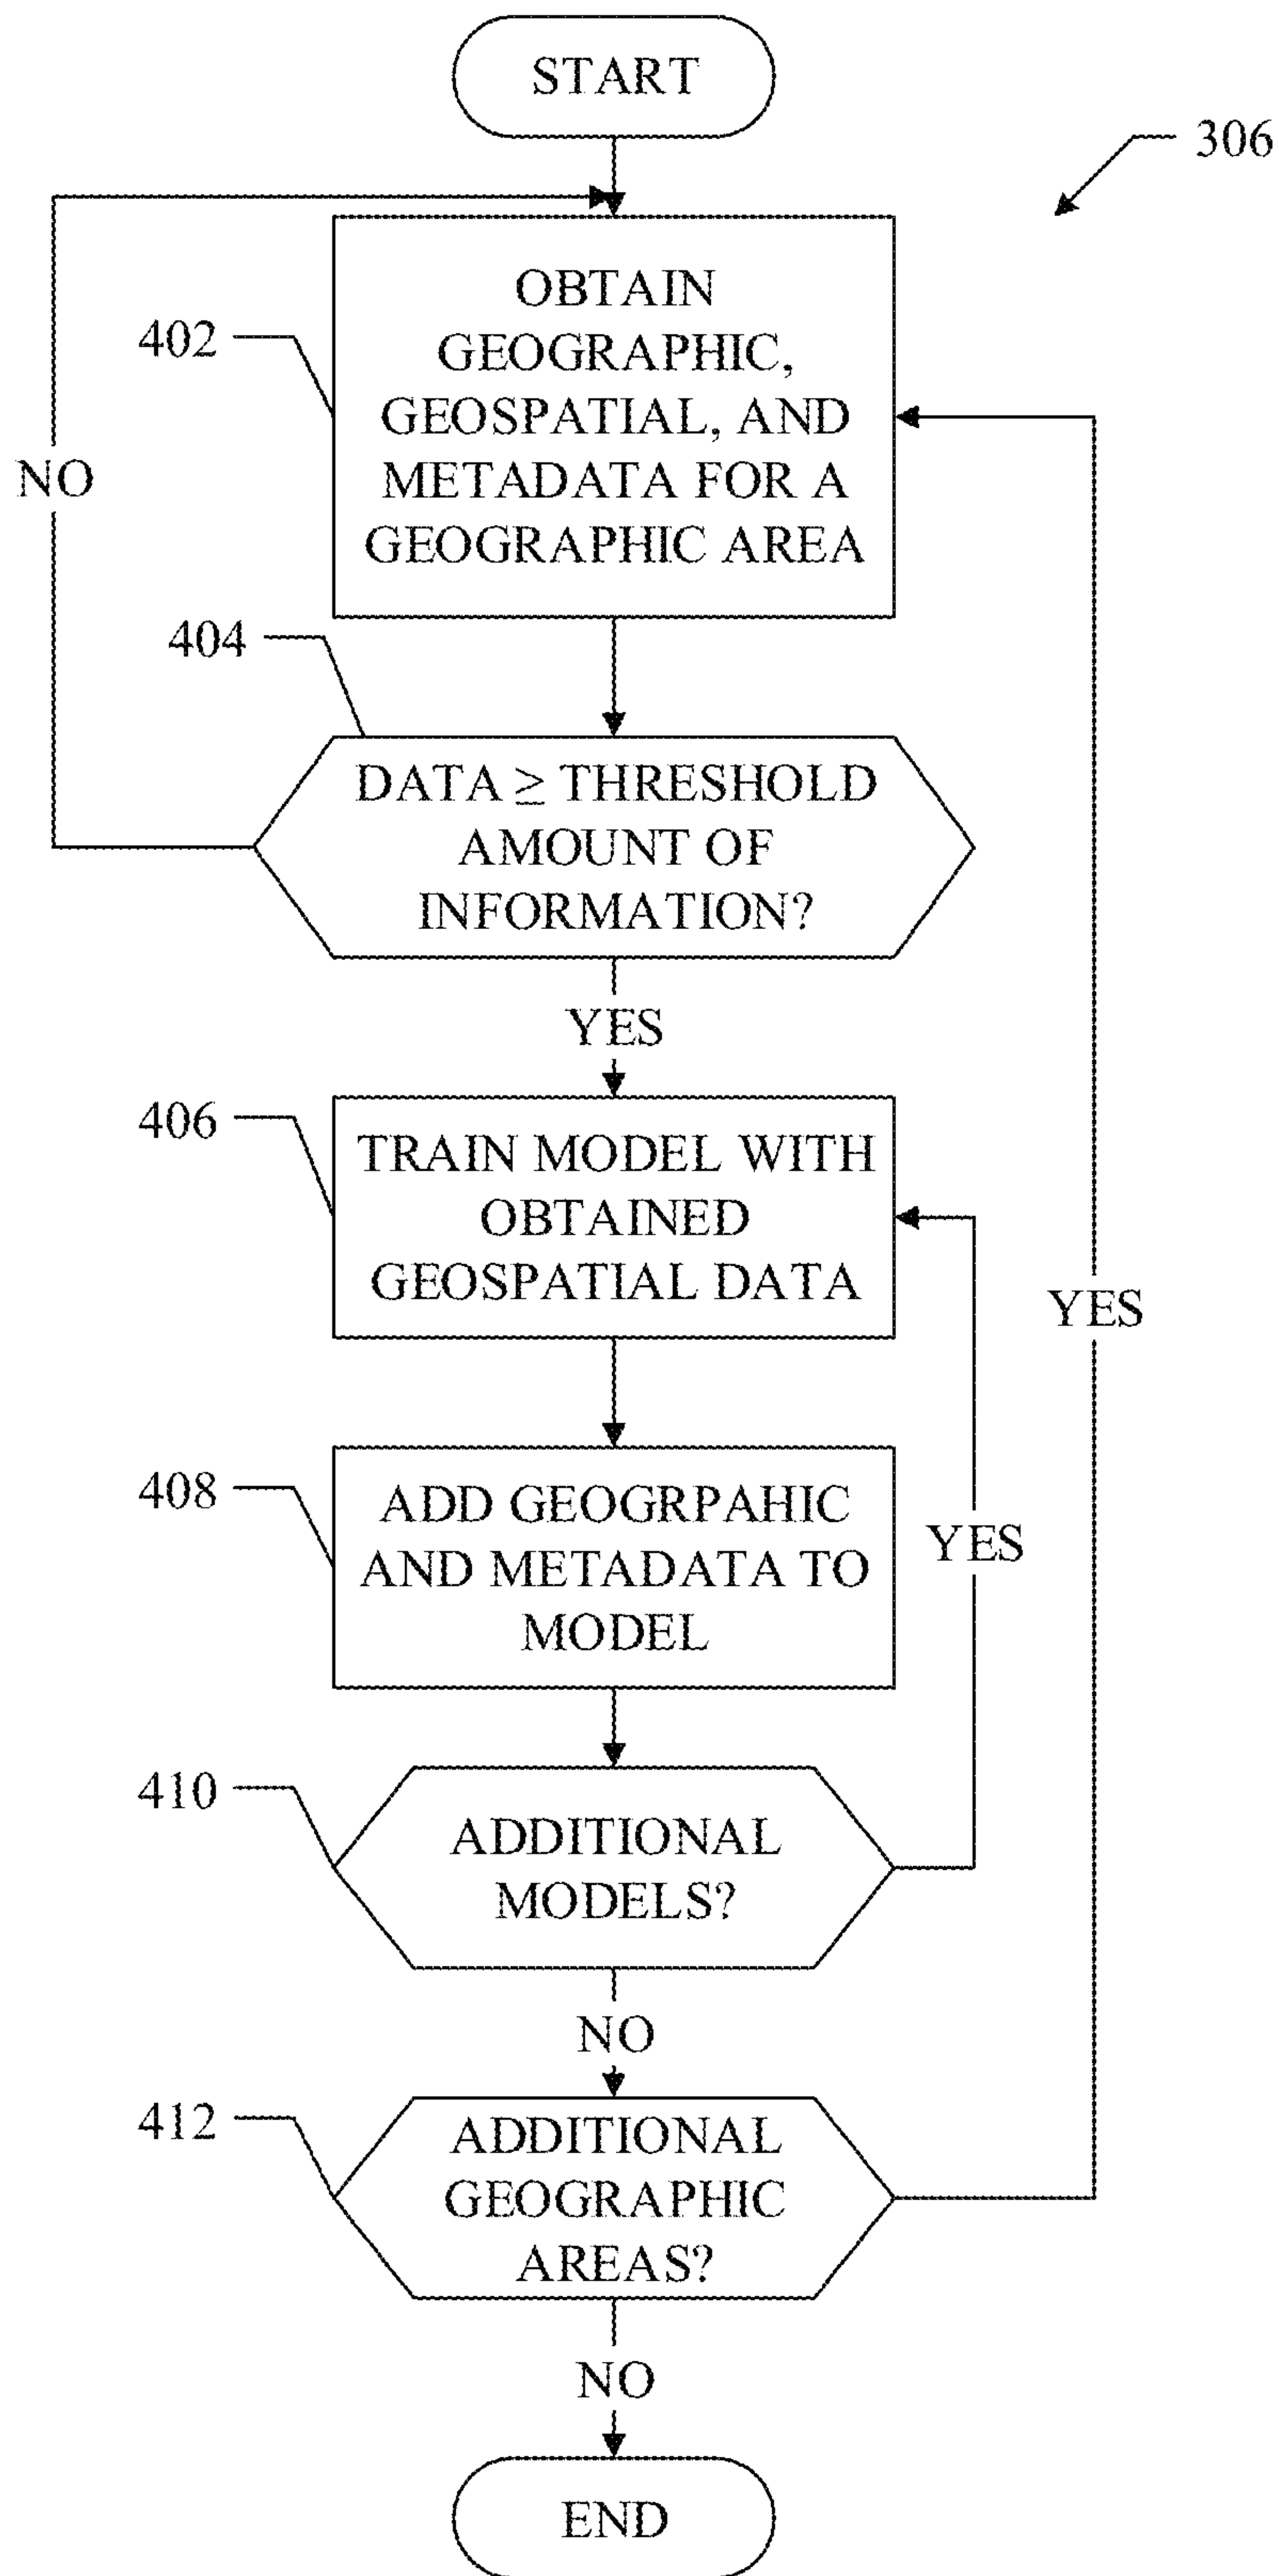 START
306
402
OBTAIN
GEOGRAPHIC,
GEOSPATIAL, AND
METADATA FOR A
GEOGRAPHIC AREA
NO
404
DATA ≥ THRESHOLD
AMOUNT OF
INFORMATION?
YES
406
TRAIN MODEL WITH
OBTAINED
GEOSPATIAL DATA
YES
408
ADD GEOGRPAHIC
AND METADATA TO
MODEL
YES
410
ADDITIONAL
MODELS?
NO
412
ADDITIONAL
GEOGRAPHIC
AREAS?
NO
END